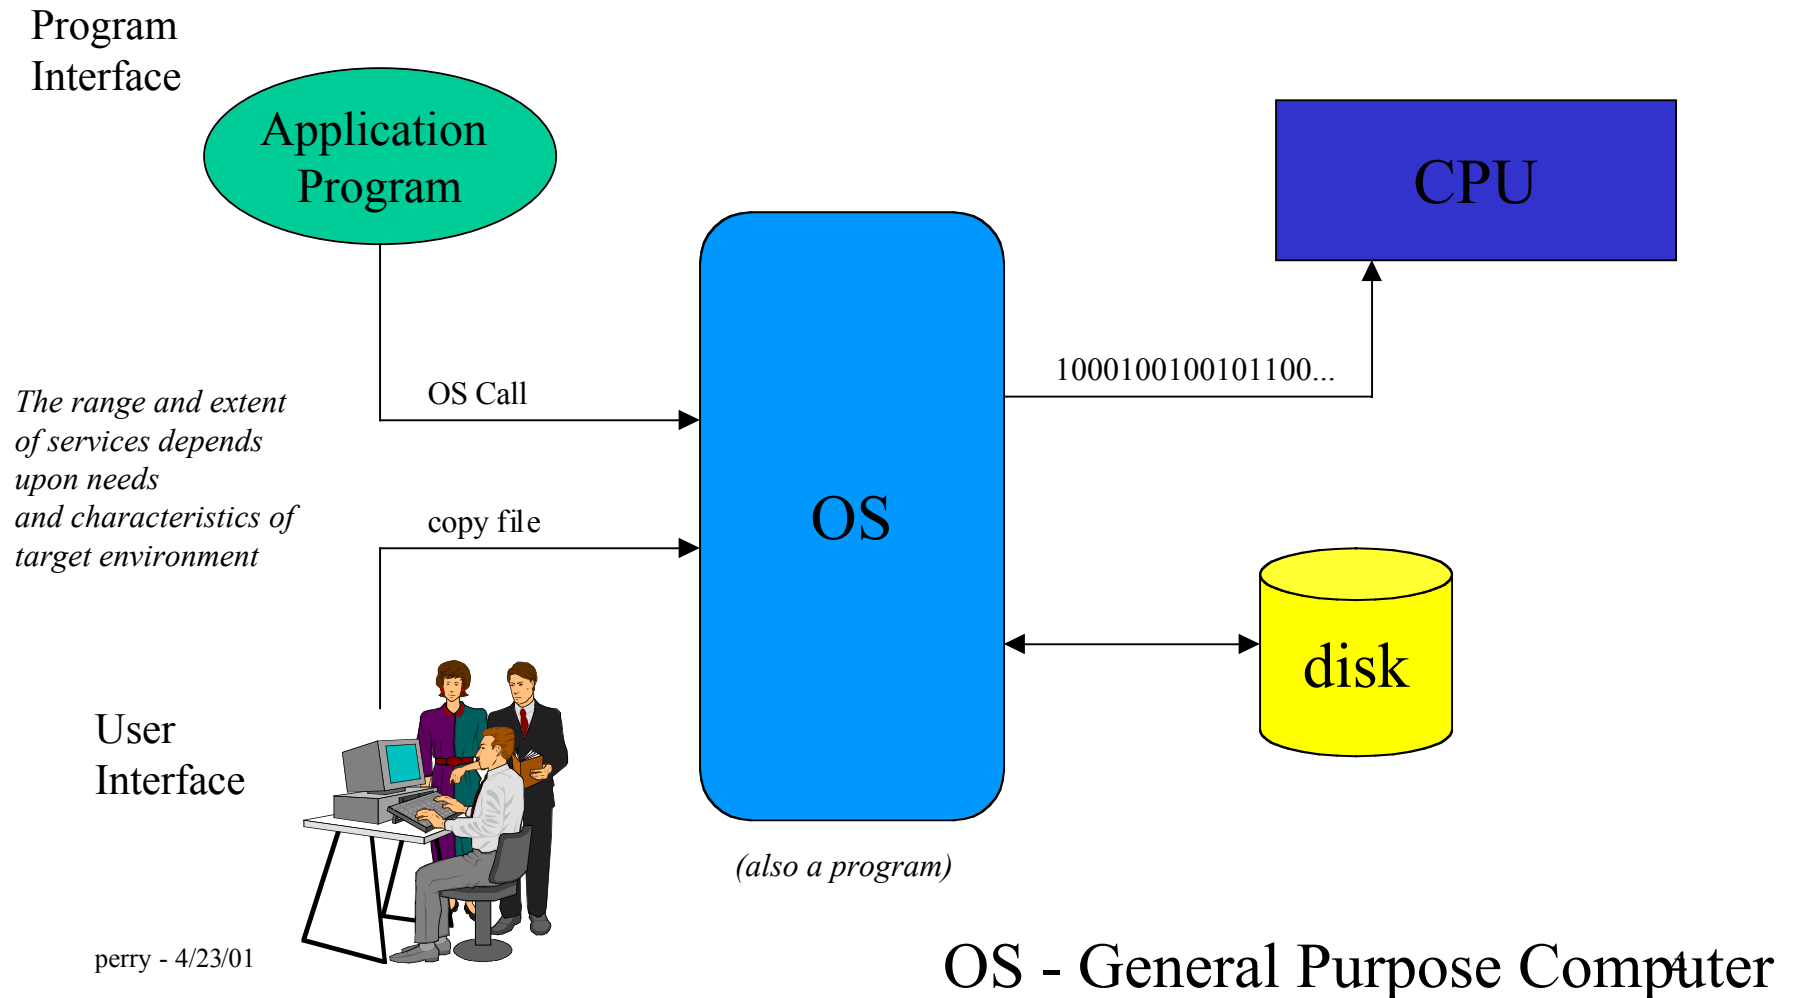 Program
Interface
Application
Program
CPU
OS Call
1000100100101100...
The range and extent
of services depends
upon needs
and characteristics of
target environment
copy file
OS
disk
User
Interface
(also a program)
perry - 4/23/01
OS - General Purpose Computer